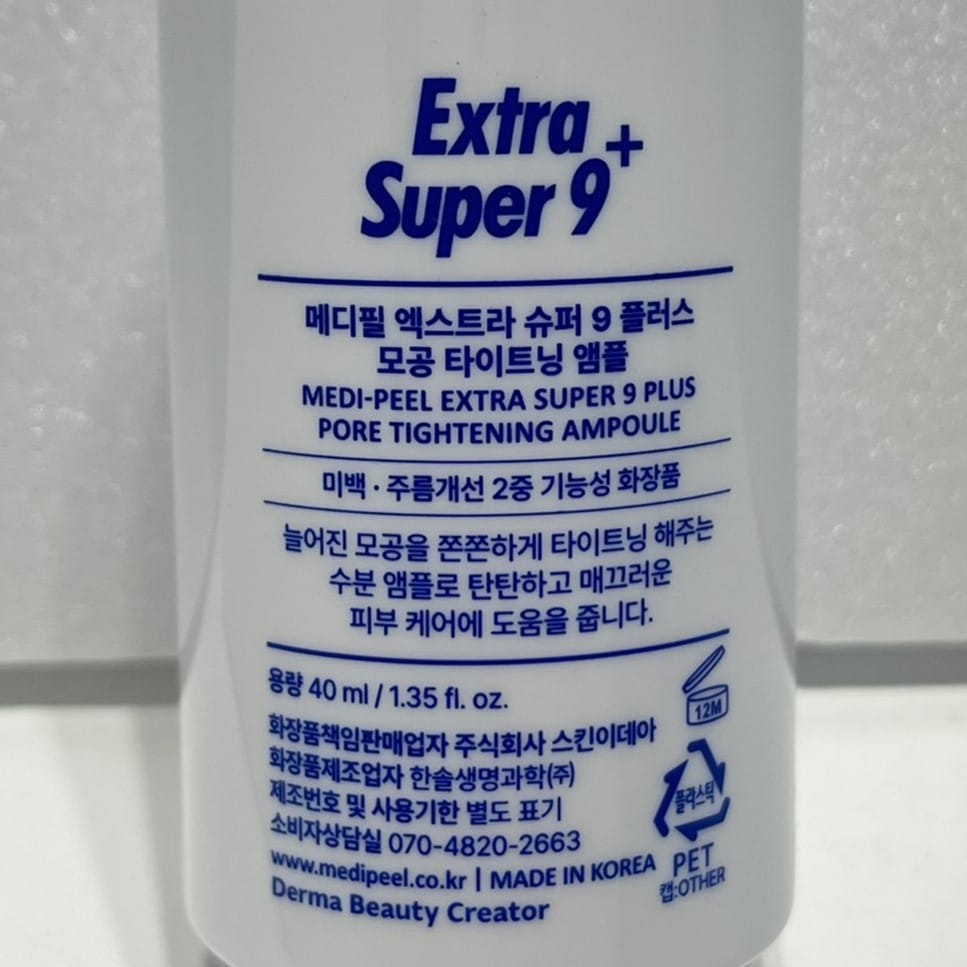 Extra
Super 9+
메디필 엑스트라 슈퍼 9 플러스
모공 타이트닝 앰플
MEDI-PEEL EXTRA SUPER 9 PLUS
PORE TIGHTENING AMPOULE
미백 · 주름개선 2중 기능성 화장품
늘어진 모공을 쫀쫀하게 타이트닝 해주는
수분 앰플로 탄탄하고 매끄러운
피부 케어에 도움을 줍니다.
용량 40 ml / 1.35 fl. oz.
12M
화장품책임판매업자 주식회사 스킨이데아
화장품제조업자 한솔생명과학(주)
제조번호 및 사용기한 별도 표기
소비자상담실 070-4820-2663
www.medipeel.co.kr | MADE IN KOREA
Derma Beauty Creator
플라스틱
PET
캡:OTHER